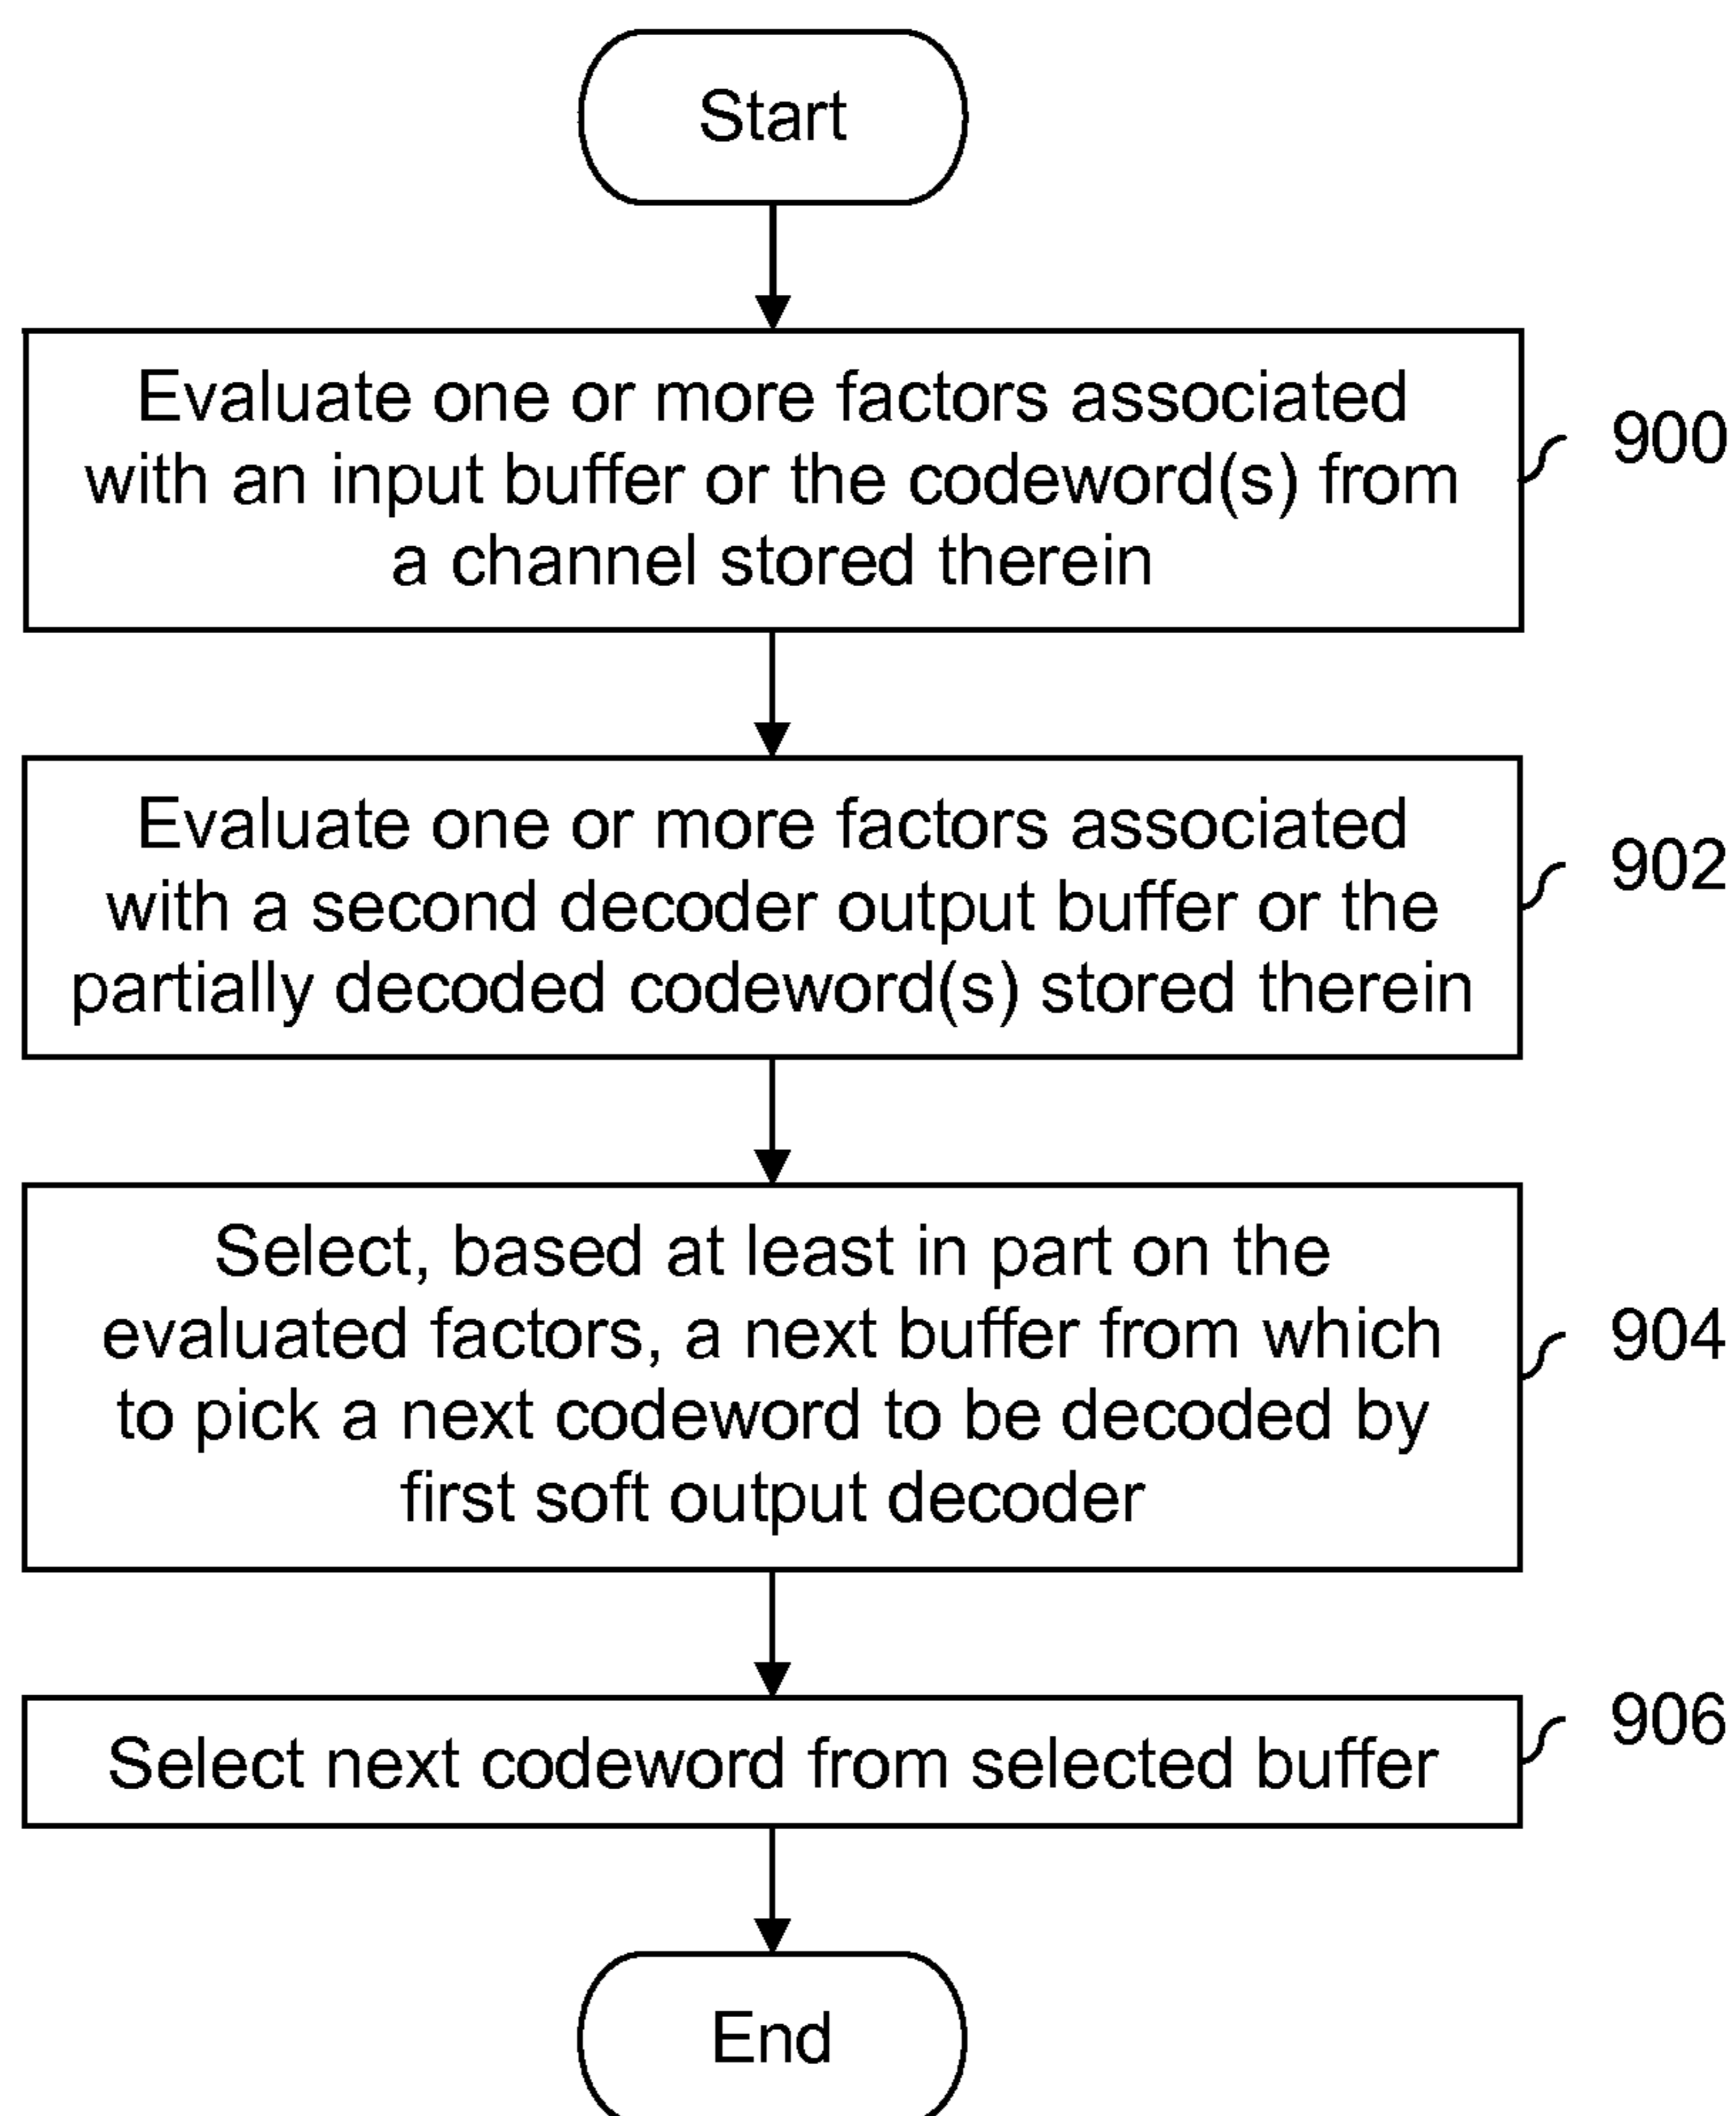 Start
Evaluate one or more factors associated
with an input buffer or the codeword(s) from
a channel stored therein
900
Evaluate one or more factors associated
with a second decoder output buffer or the
partially decoded codeword(s) stored therein
902
Select, based at least in part on the
evaluated factors, a next buffer from which
to pick a next codeword to be decoded by
first soft output decoder
904
Select next codeword from selected buffer
906
End